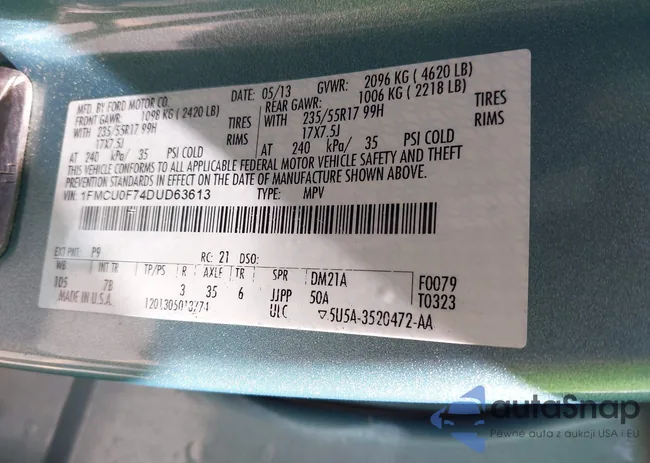 MFD. BY FORD MOTOR CO. DATE: 05/13 GVWR: 2096 KG ( 4620 LB)
FRONT GAWR: 1098 KG ( 2420 LB) REAR GAWR: 1006 KG ( 2218 LB)
WITH 235/55R17 99H TIRES WITH 235/55R17 99H TIRES
17X7.5J RIMS 17X7.5J RIMS
AT 240 kPa/ 35 PSI COLD AT 240 kPa/ 35 PSI COLD
THIS VEHICLE CONFORMS TO ALL APPLICABLE FEDERAL MOTOR VEHICLE SAFETY AND THEFT
PREVENTION STANDARDS IN EFFECT ON THE DATE OF MANUFACTURE SHOWN ABOVE.
VIN: 1FMCU0F74DUD63613 TYPE: MPV
EXT PNT: P9 RC: 21 DSO:
WB INT TR TP/PS R AXLE TR SPR DM21A F0079
105 7B 3 35 6 JJPP 50A T0323
MADE IN U.S.A. ULC ▽5U5A-3520472-AA
autoSnap
Pewne auta z aukcji USA i EU